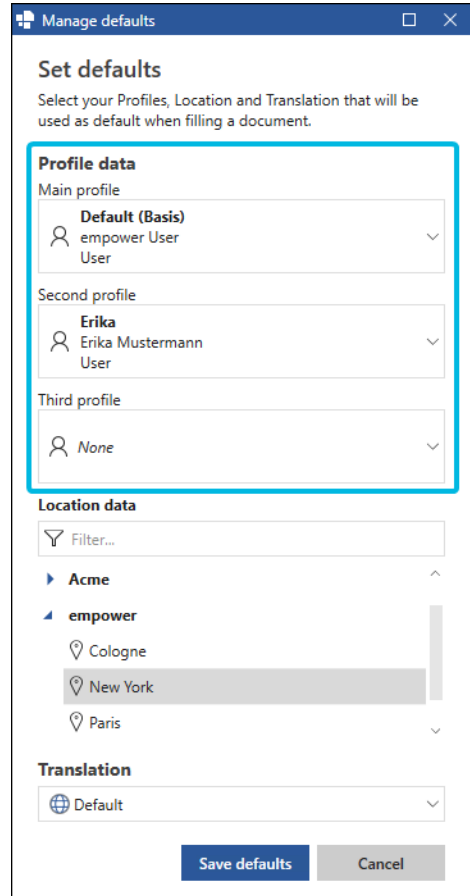 Manage defaults
Set defaults
Select your Profiles, Location and Translation that will be
used as default when filling a document.
Profile data
Main profile
Default (Basis)
empower User
User
Second profile
Erika
Erika Mustermann
User
Third profile
None
Location data
Filter...
Acme
empower
Cologne
New York
Paris
Translation
Default
Save defaults
Cancel